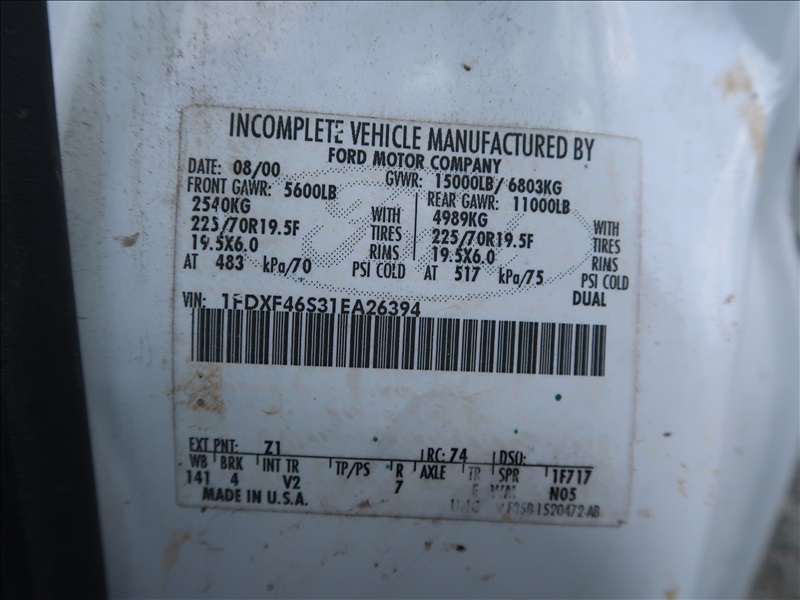 INCOMPLETE VEHICLE MANUFACTURED BY
FORD MOTOR COMPANY
DATE: 08/00 GVWR: 15000LB/ 6803KG
FRONT GAWR: 5600LB REAR GAWR: 11000LB
2540KG WITH 4989KG WITH
225/70R19.5F TIRES 225/70R19.5F TIRES
19.5X6.0 RIMS 19.5X6.0 RIMS
AT 483 kPa/70 PSI COLD AT 517 kPa/75 PSI COLD
DUAL
VIN: 1FDXF46S31EA26394
EXT PNT: Z1 RC: 74 DSO:
WB BRK INT TR TP/PS R AXLE TR SPR 1F717
141 4 V2 7 N05
MADE IN U.S.A.